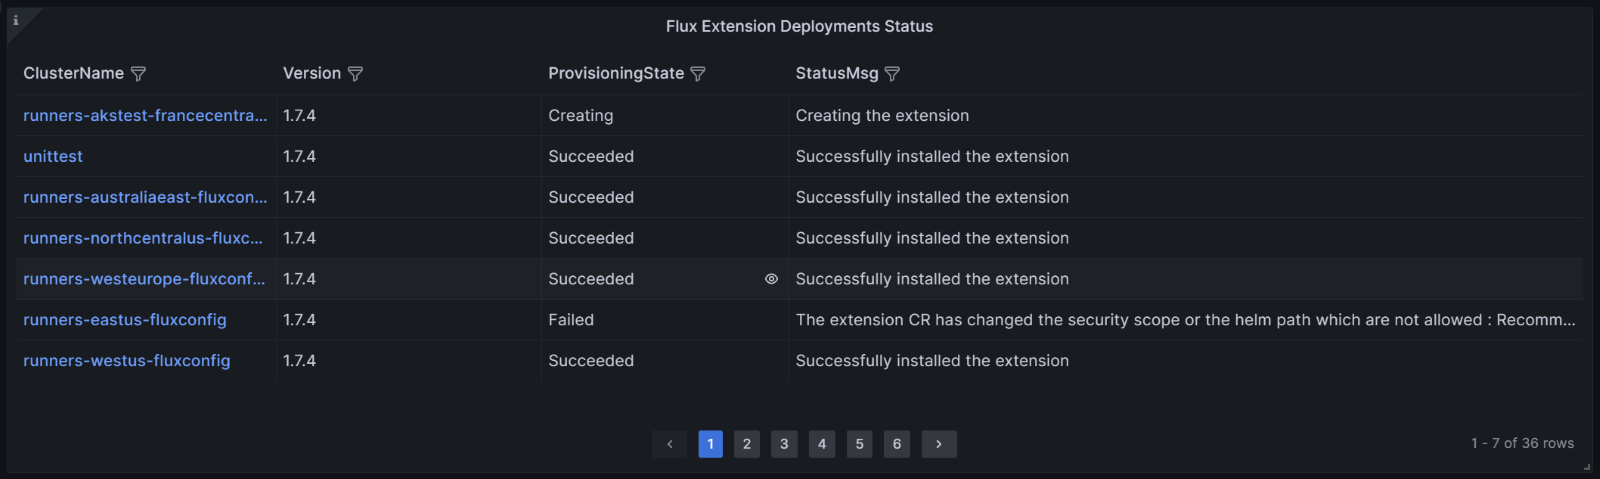 Flux Extension Deployments Status
ClusterName Version ProvisioningState StatusMsg
runners-akstest-francecentra... 1.7.4 Creating Creating the extension
unittest 1.7.4 Succeeded Successfully installed the extension
runners-australiaeast-fluxcon... 1.7.4 Succeeded Successfully installed the extension
runners-northcentralus-fluxc... 1.7.4 Succeeded Successfully installed the extension
runners-westeurope-fluxconf... 1.7.4 Succeeded Successfully installed the extension
runners-eastus-fluxconfig 1.7.4 Failed The extension CR has changed the security scope or the helm path which are not allowed : Recomm...
runners-westus-fluxconfig 1.7.4 Succeeded Successfully installed the extension
< 1 2 3 4 5 6 > 1 - 7 of 36 rows